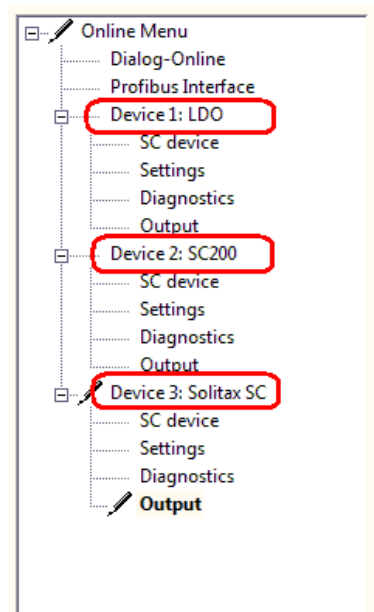 Online Menu
Dialog-Online
Profibus Interface
Device 1: LDO
SC device
Settings
Diagnostics
Output
Device 2: SC200
SC device
Settings
Diagnostics
Output
Device 3: Solitax SC
SC device
Settings
Diagnostics
Output